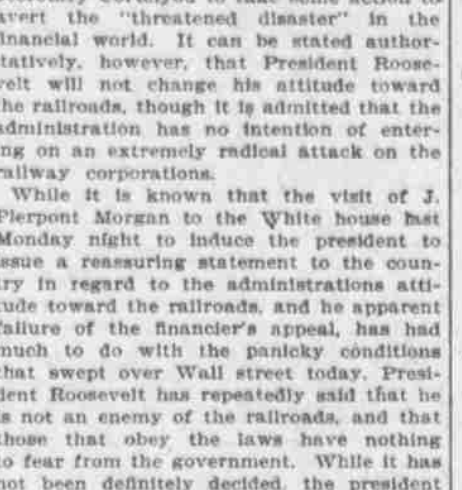 avert the "threatened disaster" in the
financial world. It can be stated author-
itatively, however, that President Roose-
velt will not change his attitude toward
the railroads, though it is admitted that the
administration has no intention of enter-
ing on an extremely radical attack on the
railway corporations.
While it is known that the visit of J.
Pierpont Morgan to the White house last
Monday night to induce the president to
issue a reassuring statement to the coun-
try in regard to the administrations atti-
tude toward the railroads, and he apparent
failure of the financier's appeal, has had
much to do with the panicky conditions
that swept over Wall street today, Presi-
dent Roosevelt has repeatedly said that he
is not an enemy of the railroads, and that
those that obey the laws have nothing
to fear from the government. While it has
not been definitely decided, the president